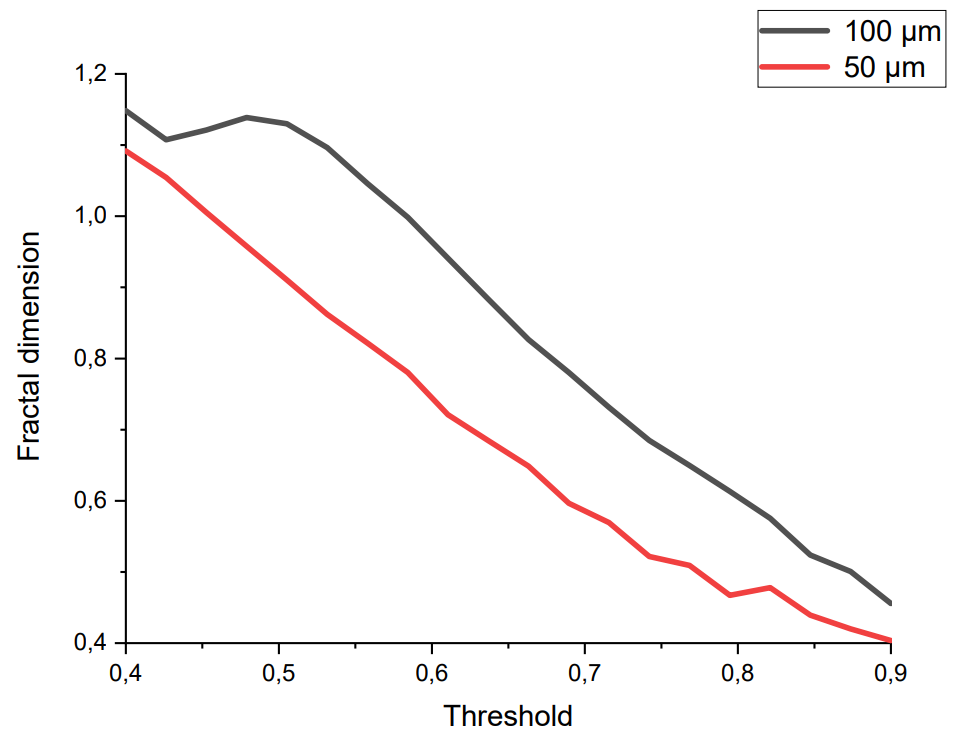 100 μm
50 μm
1,2
1,0
0,8
0,6
0,4
Fractal dimension
0,4 0,5 0,6 0,7 0,8 0,9
Threshold